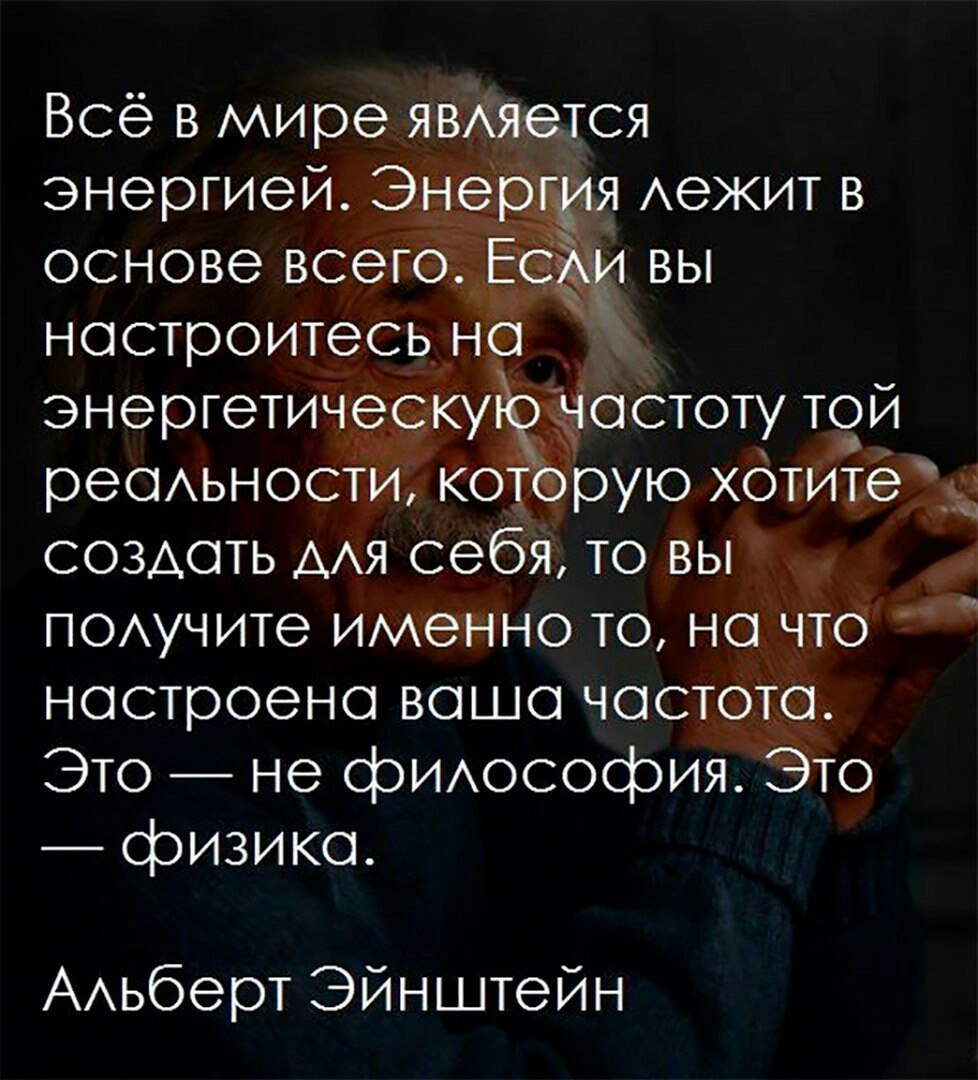 Всё в мире является
энергией. Энергия лежит в
основе всего. Если вы
настроитесь на
энергетическую частоту той
реальности, которую хотите
создать для себя, то вы
получите именно то, на что
настроена ваша частота.
Это — не философия. Это
— физика.
Альберт Эйнштейн